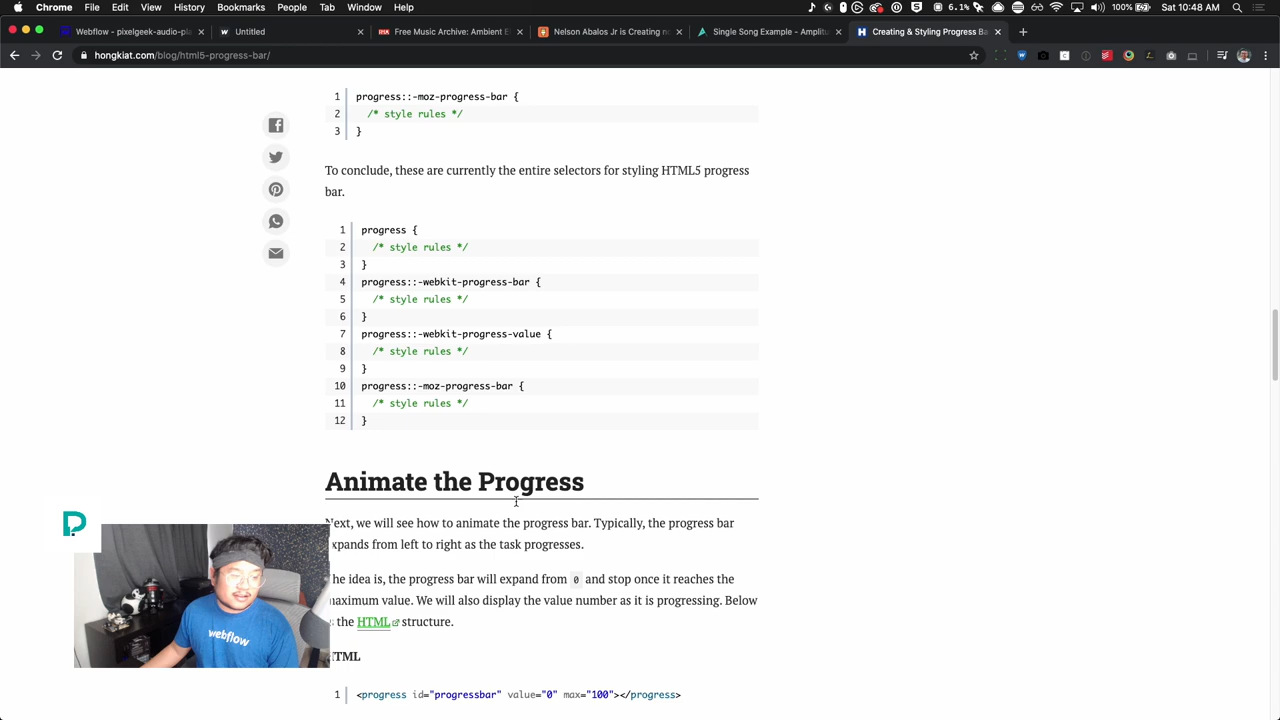 Chrome File Edit View History Bookmarks People Tab Window Help 6.1% 100% Sat 10:48 AM
Webflow - pixelgeek-audio-pla
Untitled
Free Music Archive: Ambient E
Nelson Abalos Jr is Creating n
Single Song Example - Amplitu
Creating & Styling Progress Ba
hongkiat.com/blog/html5-progress-bar/
1 progress::-moz-progress-bar {
2 /* style rules */
3 }
To conclude, these are currently the entire selectors for styling HTML5 progress
bar.
1 progress {
2 /* style rules */
3 }
4 progress::-webkit-progress-bar {
5 /* style rules */
6 }
7 progress::-webkit-progress-value {
8 /* style rules */
9 }
10 progress::-moz-progress-bar {
11 /* style rules */
12 }
Animate the Progress
Next, we will see how to animate the progress bar. Typically, the progress bar
xpands from left to right as the task progresses.
he idea is, the progress bar will expand from 0 and stop once it reaches the
maximum value. We will also display the value number as it is progressing. Below
s the HTML structure.
HTML
1 <progress id="progressbar" value="0" max="100"></progress>
webflow